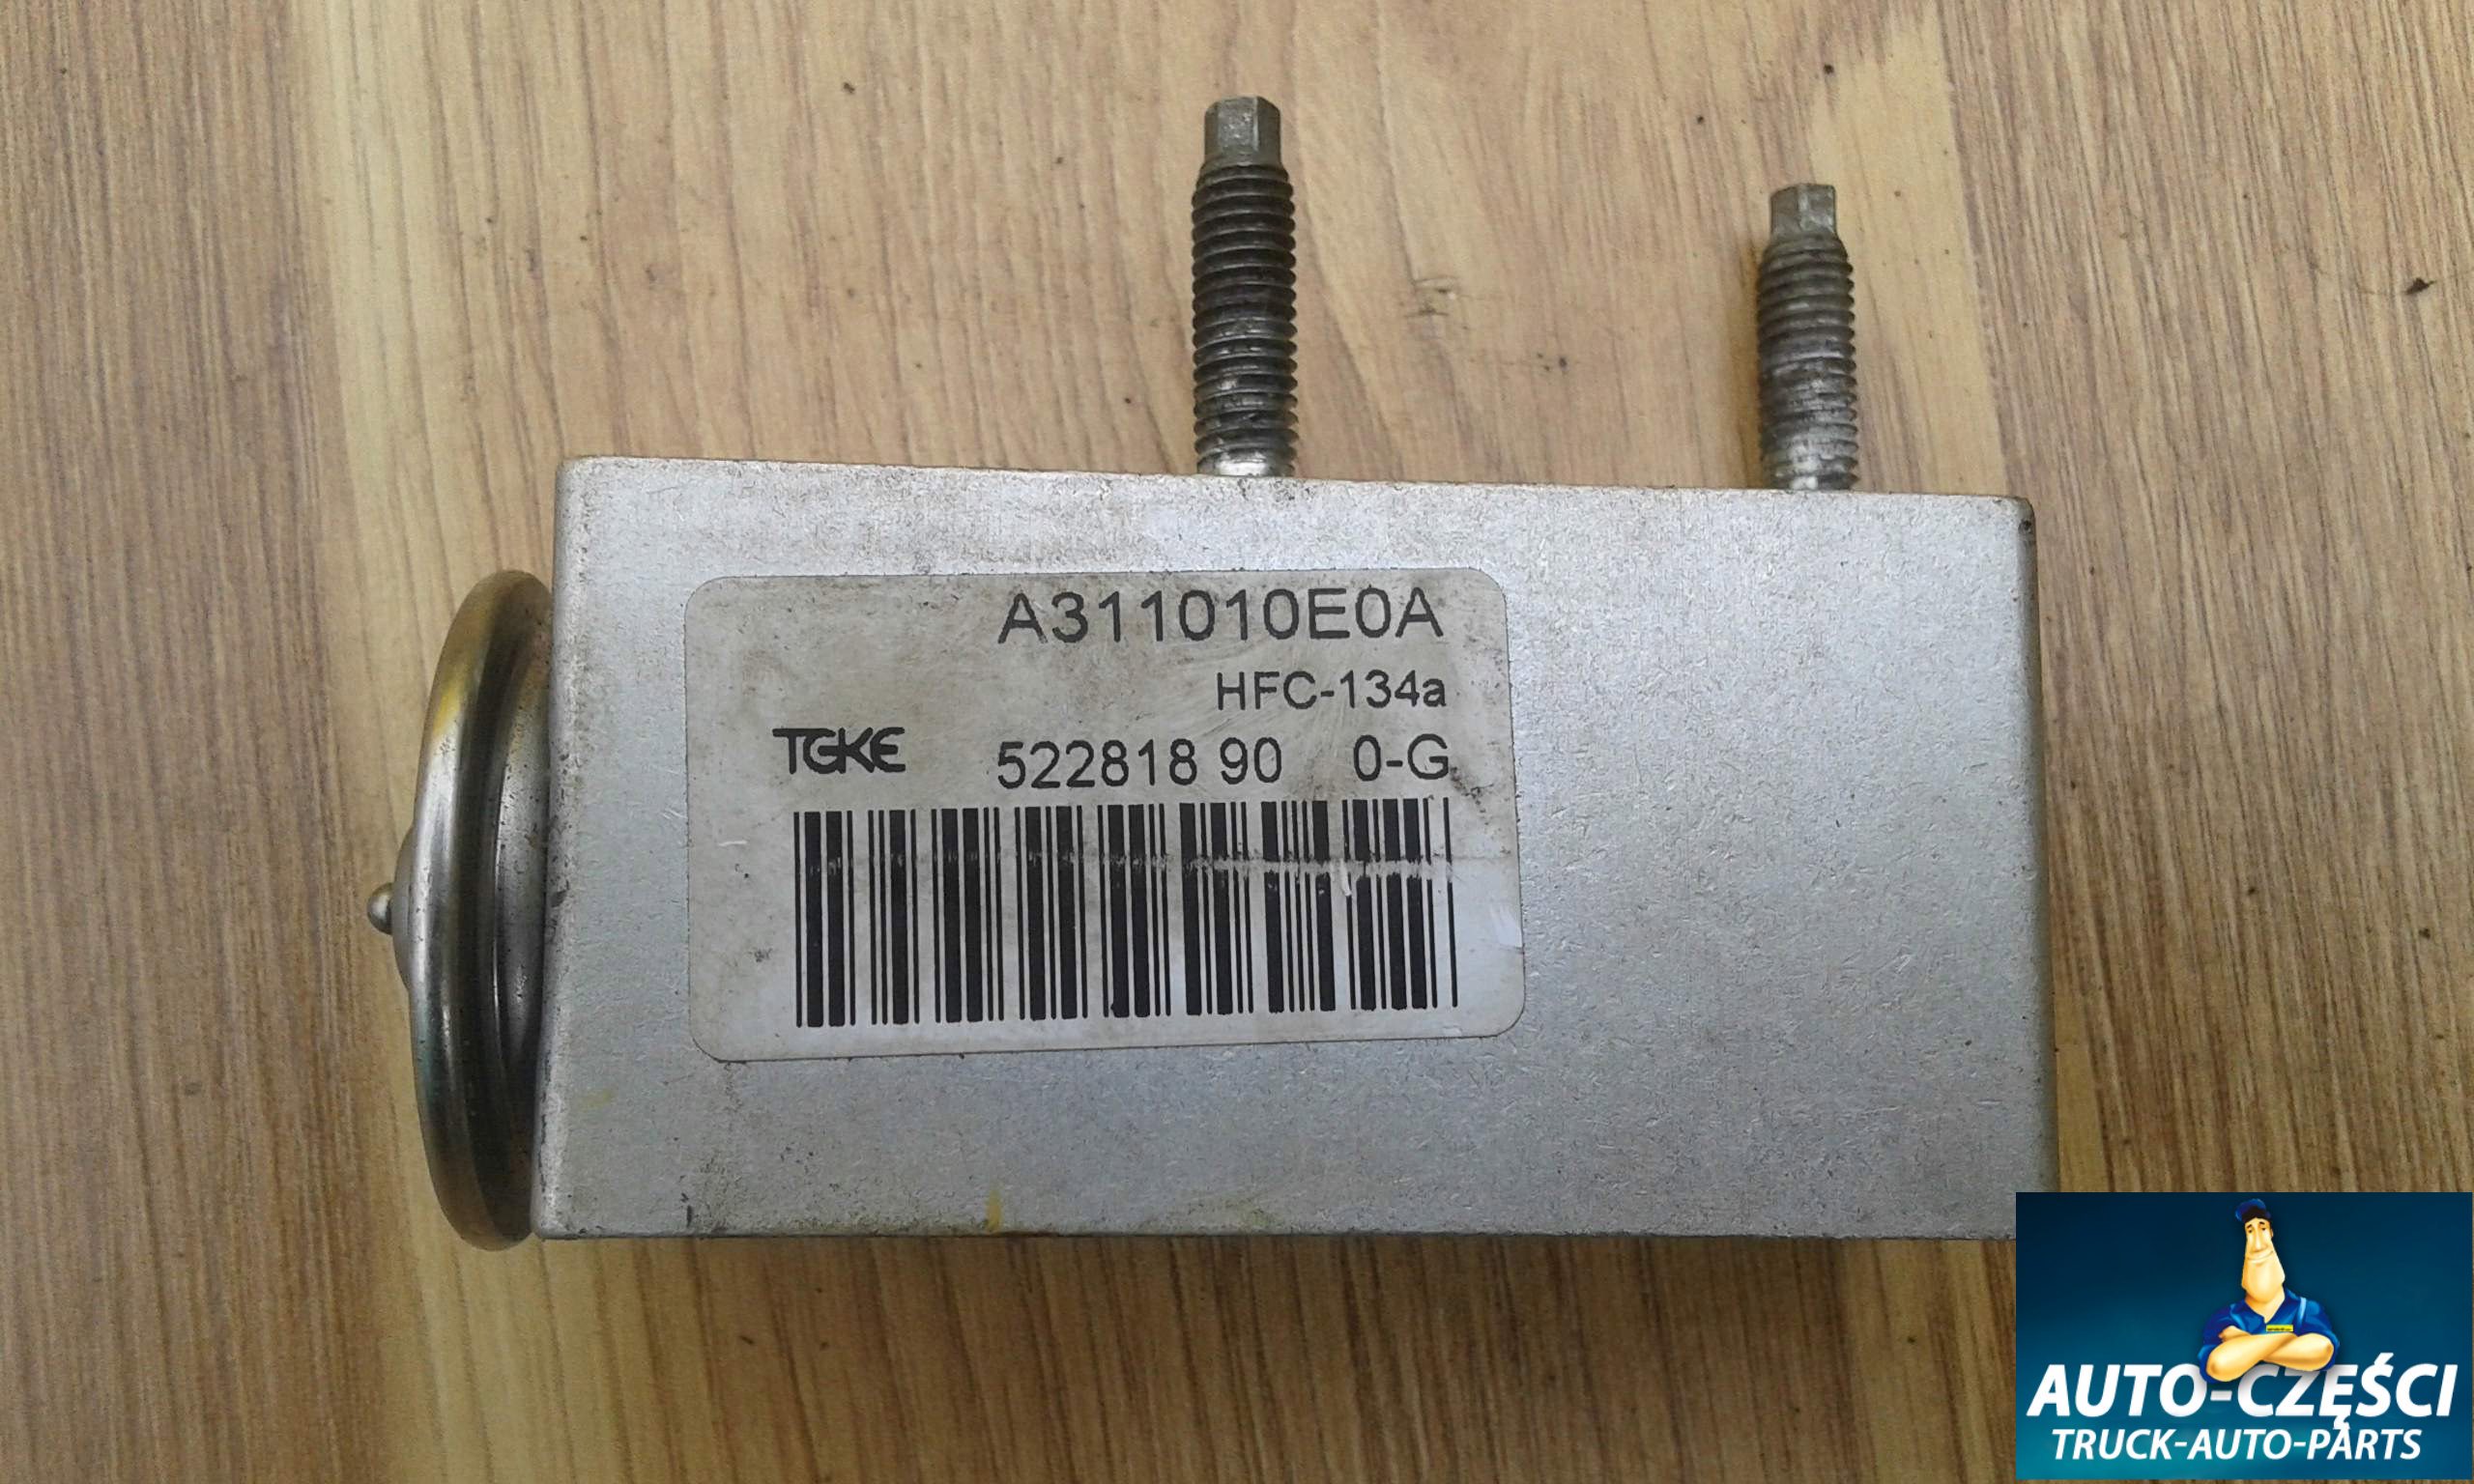 A311010E0A
HFC-134a
TGKE 522818 90 0-G
AUTO-CZĘŚCI
TRUCK-AUTO-PARTS